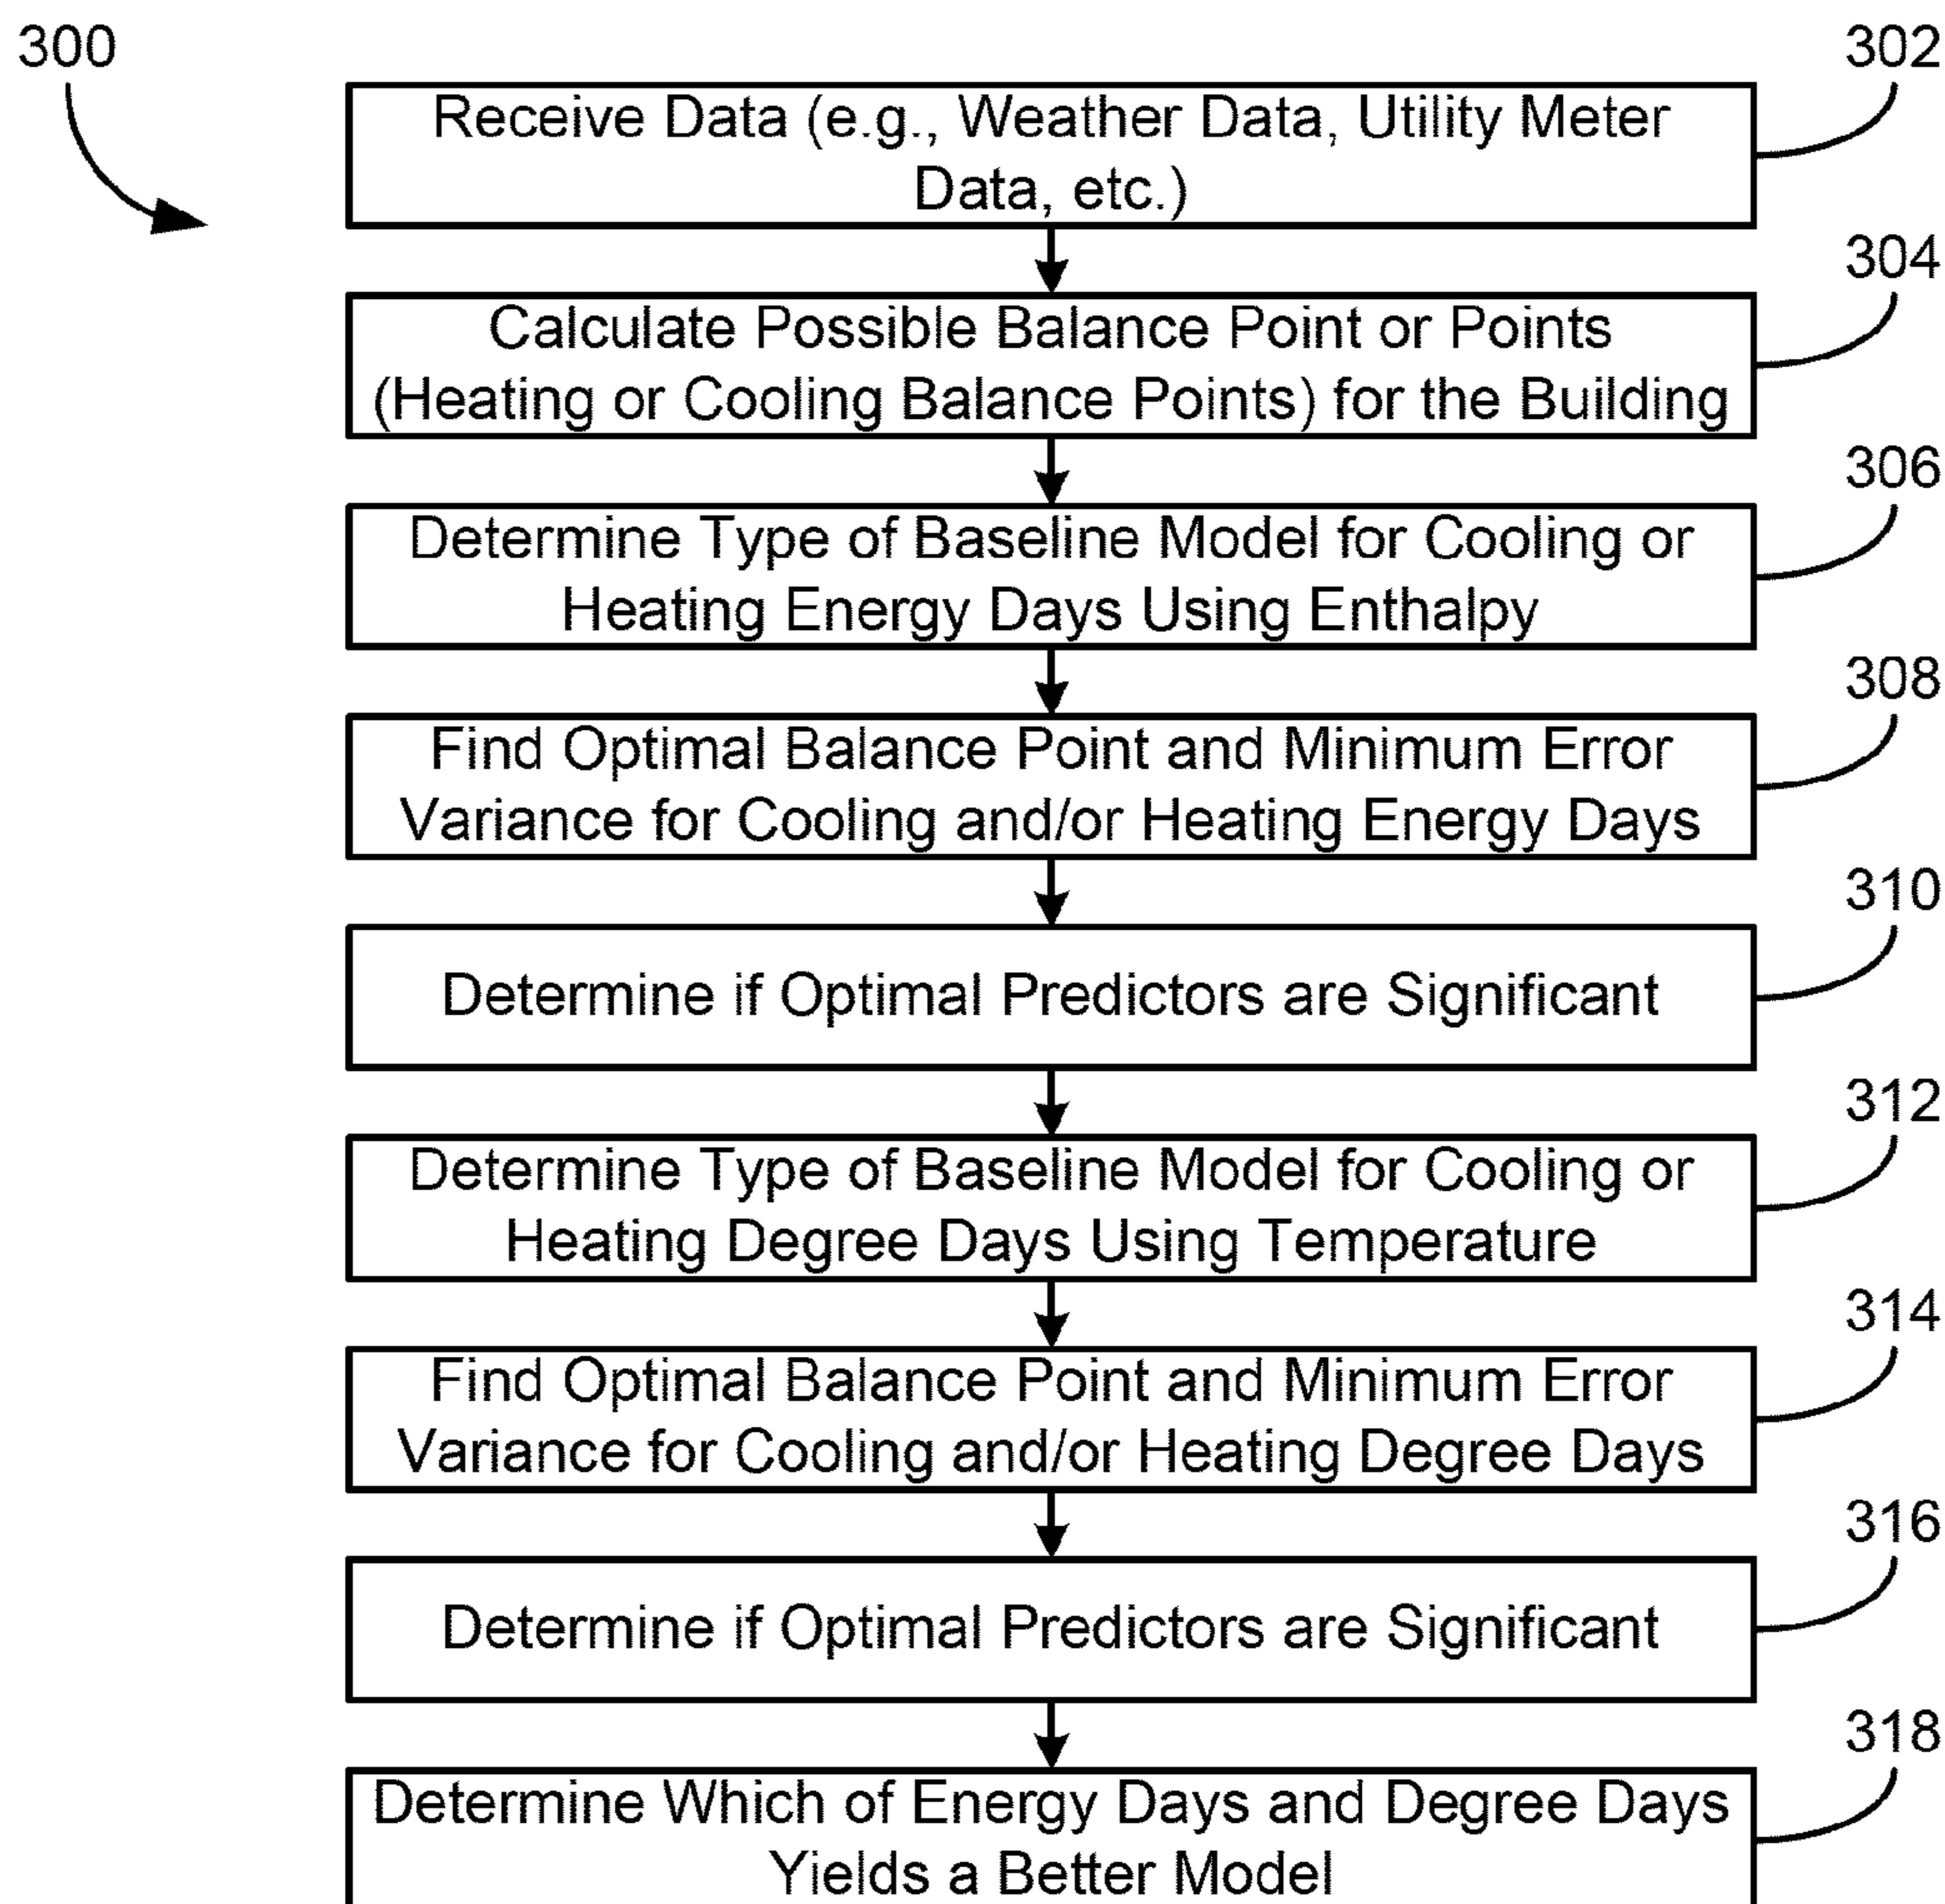 300
302
Receive Data (e.g., Weather Data, Utility Meter
Data, etc.)
304
Calculate Possible Balance Point or Points
(Heating or Cooling Balance Points) for the Building
306
Determine Type of Baseline Model for Cooling or
Heating Energy Days Using Enthalpy
308
Find Optimal Balance Point and Minimum Error
Variance for Cooling and/or Heating Energy Days
310
Determine if Optimal Predictors are Significant
312
Determine Type of Baseline Model for Cooling or
Heating Degree Days Using Temperature
314
Find Optimal Balance Point and Minimum Error
Variance for Cooling and/or Heating Degree Days
316
Determine if Optimal Predictors are Significant
318
Determine Which of Energy Days and Degree Days
Yields a Better Model